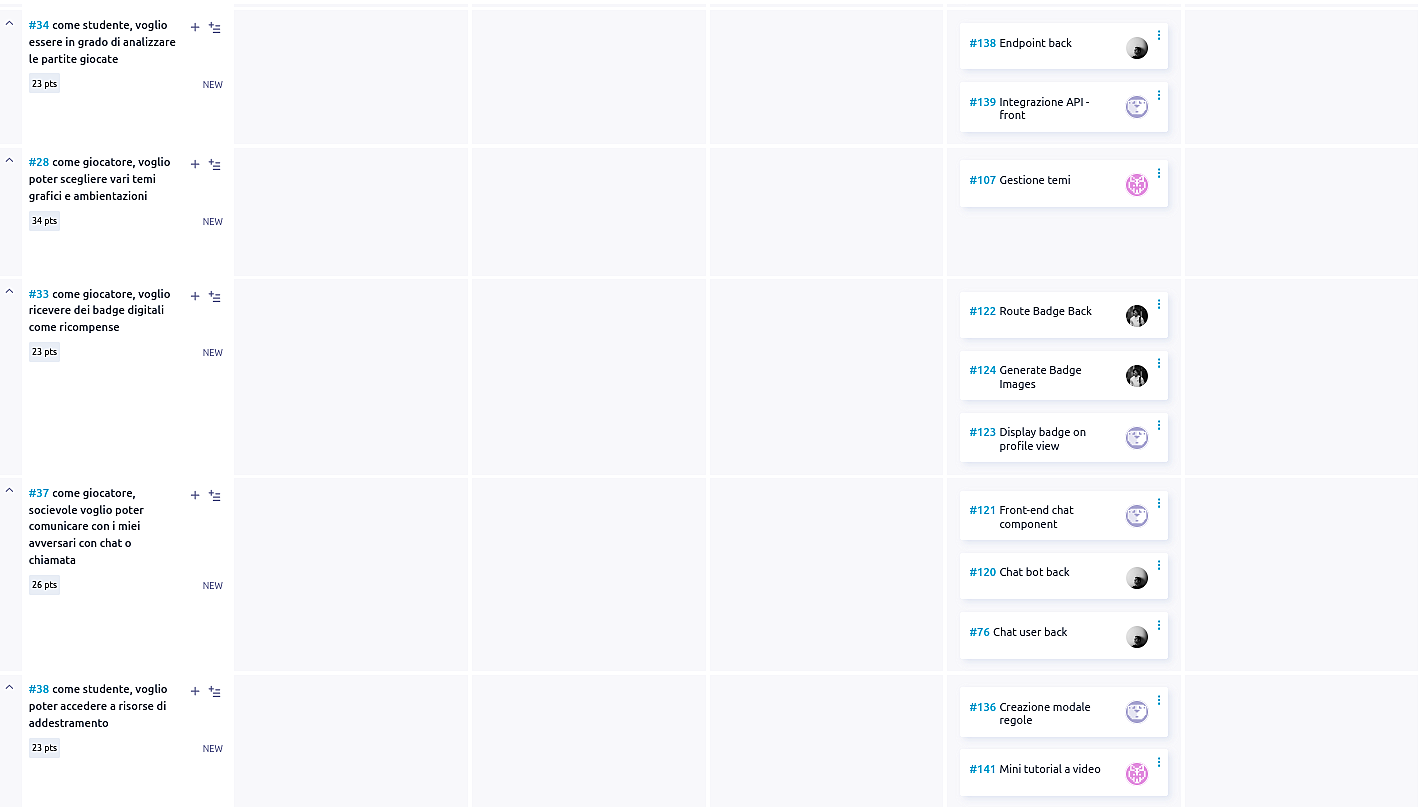 #34 come studente, voglio
essere in grado di analizzare
le partite giocate
23 pts
NEW
#138 Endpoint back
#139 Integrazione API -
front
#28 come giocatore, voglio
poter scegliere vari temi
grafici e ambientazioni
34 pts
NEW
#107 Gestione temi
#33 come giocatore, voglio
ricevere dei badge digitali
come ricompense
23 pts
NEW
#122 Route Badge Back
#124 Generate Badge
Images
#123 Display badge on
profile view
#37 come giocatore,
socievole voglio poter
comunicare con i miei
avversari con chat o
chiamata
26 pts
NEW
#121 Front-end chat
component
#120 Chat bot back
#76 Chat user back
#38 come studente, voglio
poter accedere a risorse di
addestramento
23 pts
NEW
#136 Creazione modale
regole
#141 Mini tutorial a video